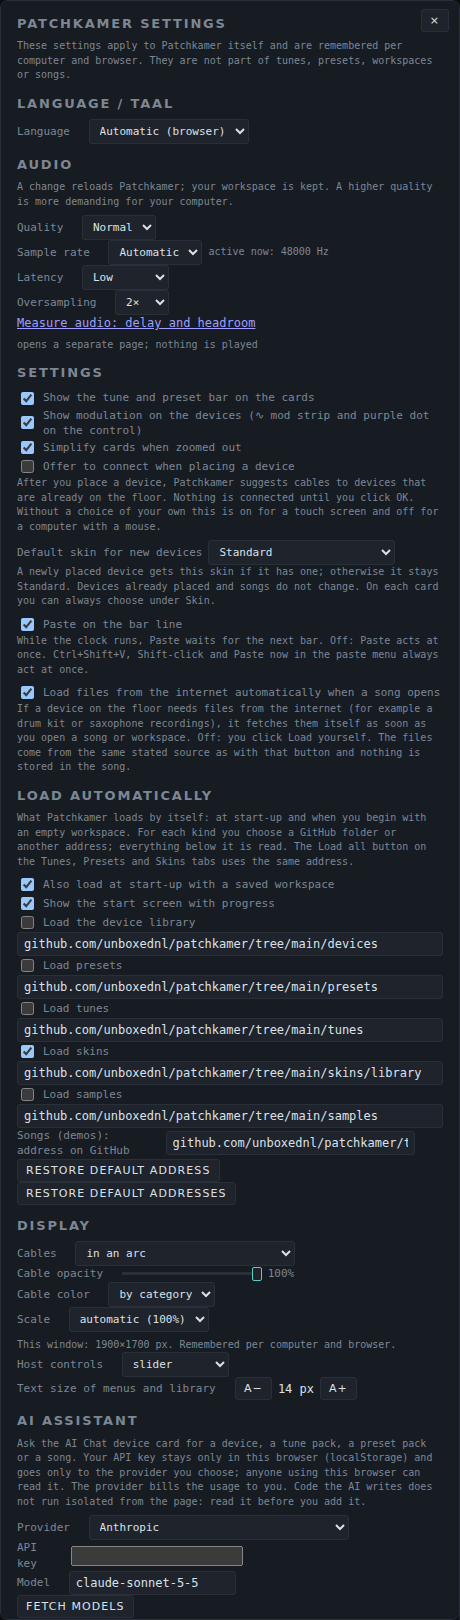 PATCHKAMER SETTINGS
×
These settings apply to Patchkamer itself and are remembered per
computer and browser. They are not part of tunes, presets, workspaces
or songs.
LANGUAGE / TAAL
Language Automatic (browser)
AUDIO
A change reloads Patchkamer; your workspace is kept. A higher quality
is more demanding for your computer.
Quality Normal
Sample rate Automatic active now: 48000 Hz
Latency Low
Oversampling 2×
Measure audio: delay and headroom
opens a separate page; nothing is played
SETTINGS
Show the tune and preset bar on the cards
Show modulation on the devices (∿ mod strip and purple dot
on the control)
Simplify cards when zoomed out
Offer to connect when placing a device
After you place a device, Patchkamer suggests cables to devices that
are already on the floor. Nothing is connected until you click OK.
Without a choice of your own this is on for a touch screen and off for
a computer with a mouse.
Default skin for new devices Standard
A newly placed device gets this skin if it has one; otherwise it stays
Standard. Devices already placed and songs do not change. On each card
you can always choose under Skin.
Paste on the bar line
While the clock runs, Paste waits for the next bar. Off: Paste acts at
once. Ctrl+Shift+V, Shift-click and Paste now in the paste menu always
act at once.
Load files from the internet automatically when a song opens
If a device on the floor needs files from the internet (for example a
drum kit or saxophone recordings), it fetches them itself as soon as
you open a song or workspace. Off: you click Load yourself. The files
come from the same stated source as with that button and nothing is
stored in the song.
LOAD AUTOMATICALLY
What Patchkamer loads by itself: at start-up and when you begin with
an empty workspace. For each kind you choose a GitHub folder or
another address; everything below it is read. The Load all button on
the Tunes, Presets and Skins tabs uses the same address.
Also load at start-up with a saved workspace
Show the start screen with progress
Load the device library
github.com/unboxednl/patchkamer/tree/main/devices
Load presets
github.com/unboxednl/patchkamer/tree/main/presets
Load tunes
github.com/unboxednl/patchkamer/tree/main/tunes
Load skins
github.com/unboxednl/patchkamer/tree/main/skins/library
Load samples
github.com/unboxednl/patchkamer/tree/main/samples
Songs (demos):
address on GitHub github.com/unboxednl/patchkamer/t
RESTORE DEFAULT ADDRESS
RESTORE DEFAULT ADDRESSES
DISPLAY
Cables in an arc
Cable opacity 100%
Cable color by category
Scale automatic (100%)
This window: 1900×1700 px. Remembered per computer and browser.
Host controls slider
Text size of menus and library A− 14 px A+
AI ASSISTANT
Ask the AI Chat device card for a device, a tune pack, a preset pack
or a song. Your API key stays only in this browser (localStorage) and
goes only to the provider you choose; anyone using this browser can
read it. The provider bills the usage to you. Code the AI writes does
not run isolated from the page: read it before you add it.
Provider Anthropic
API
key
Model claude-sonnet-5-5
FETCH MODELS